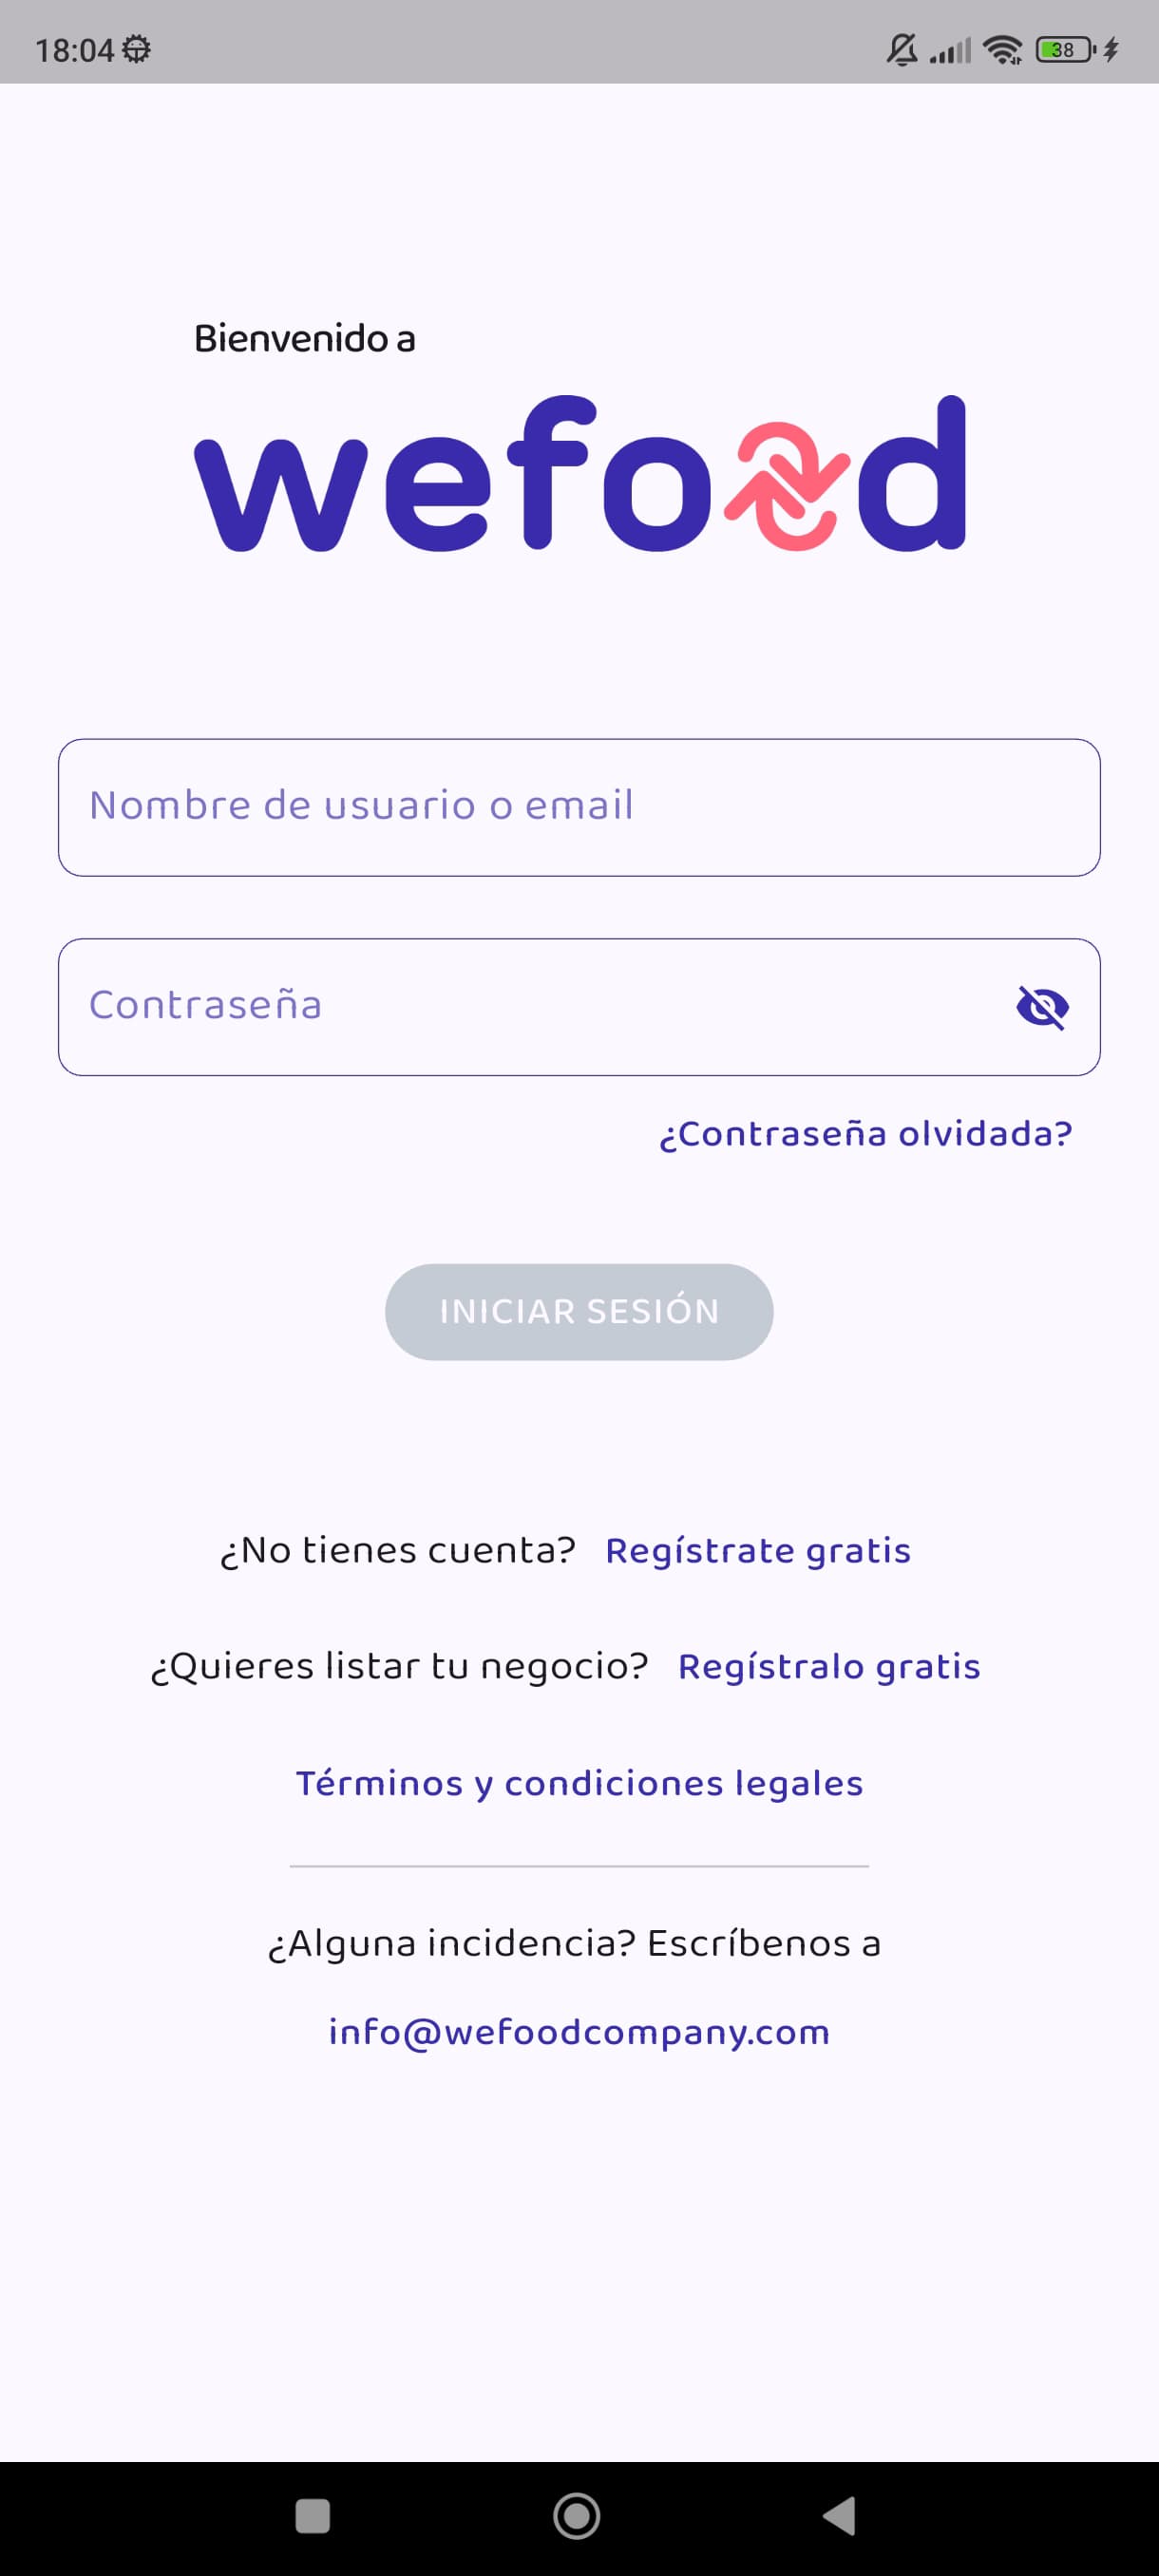 18:04
38
Bienvenido a
wefood
Nombre de usuario o email
Contraseña
¿Contraseña olvidada?
INICIAR SESIÓN
¿No tienes cuenta? Regístrate gratis
¿Quieres listar tu negocio? Regístralo gratis
Términos y condiciones legales
¿Alguna incidencia? Escríbenos a
info@wefoodcompany.com